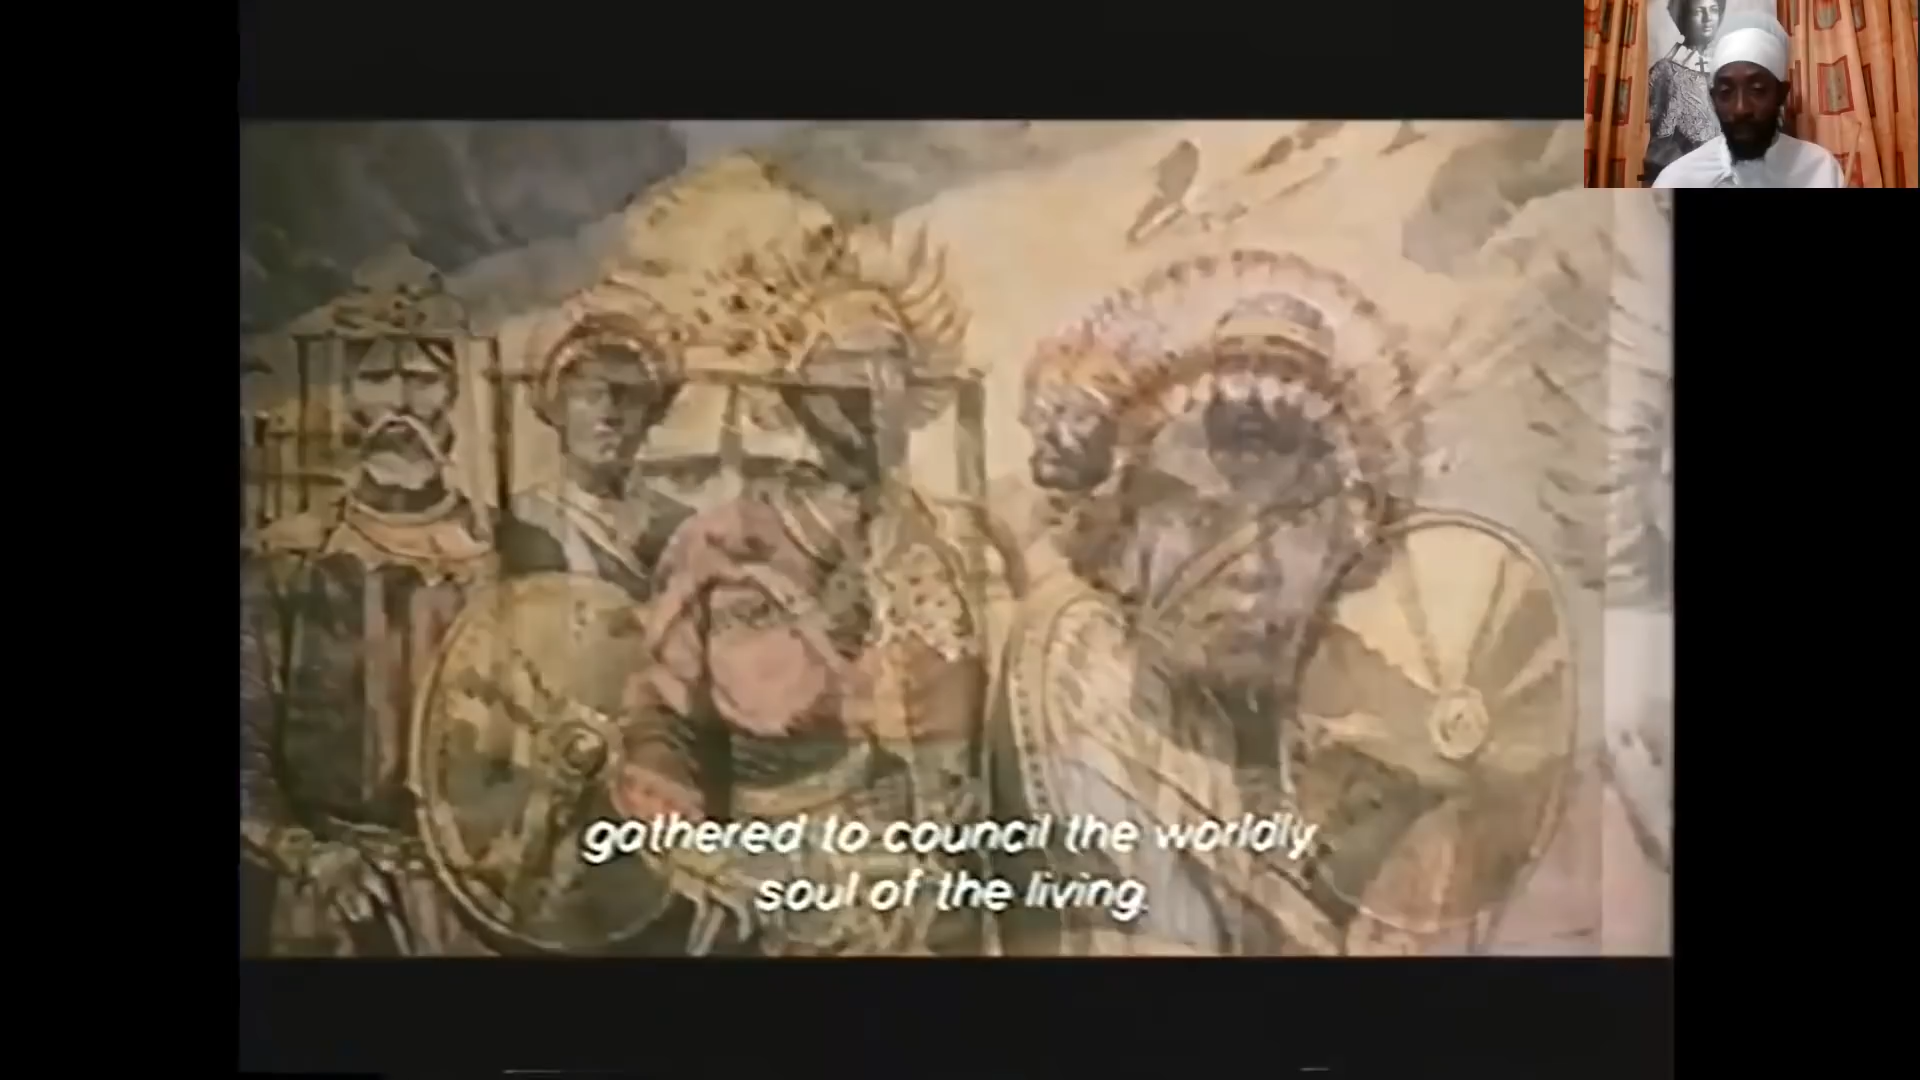 gathered to council the worldly
soul of the living.